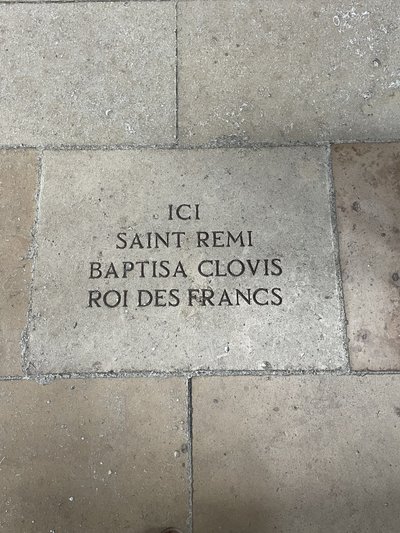 ICI
SAINT REMI
BAPTISA CLOVIS
ROI DES FRANCS